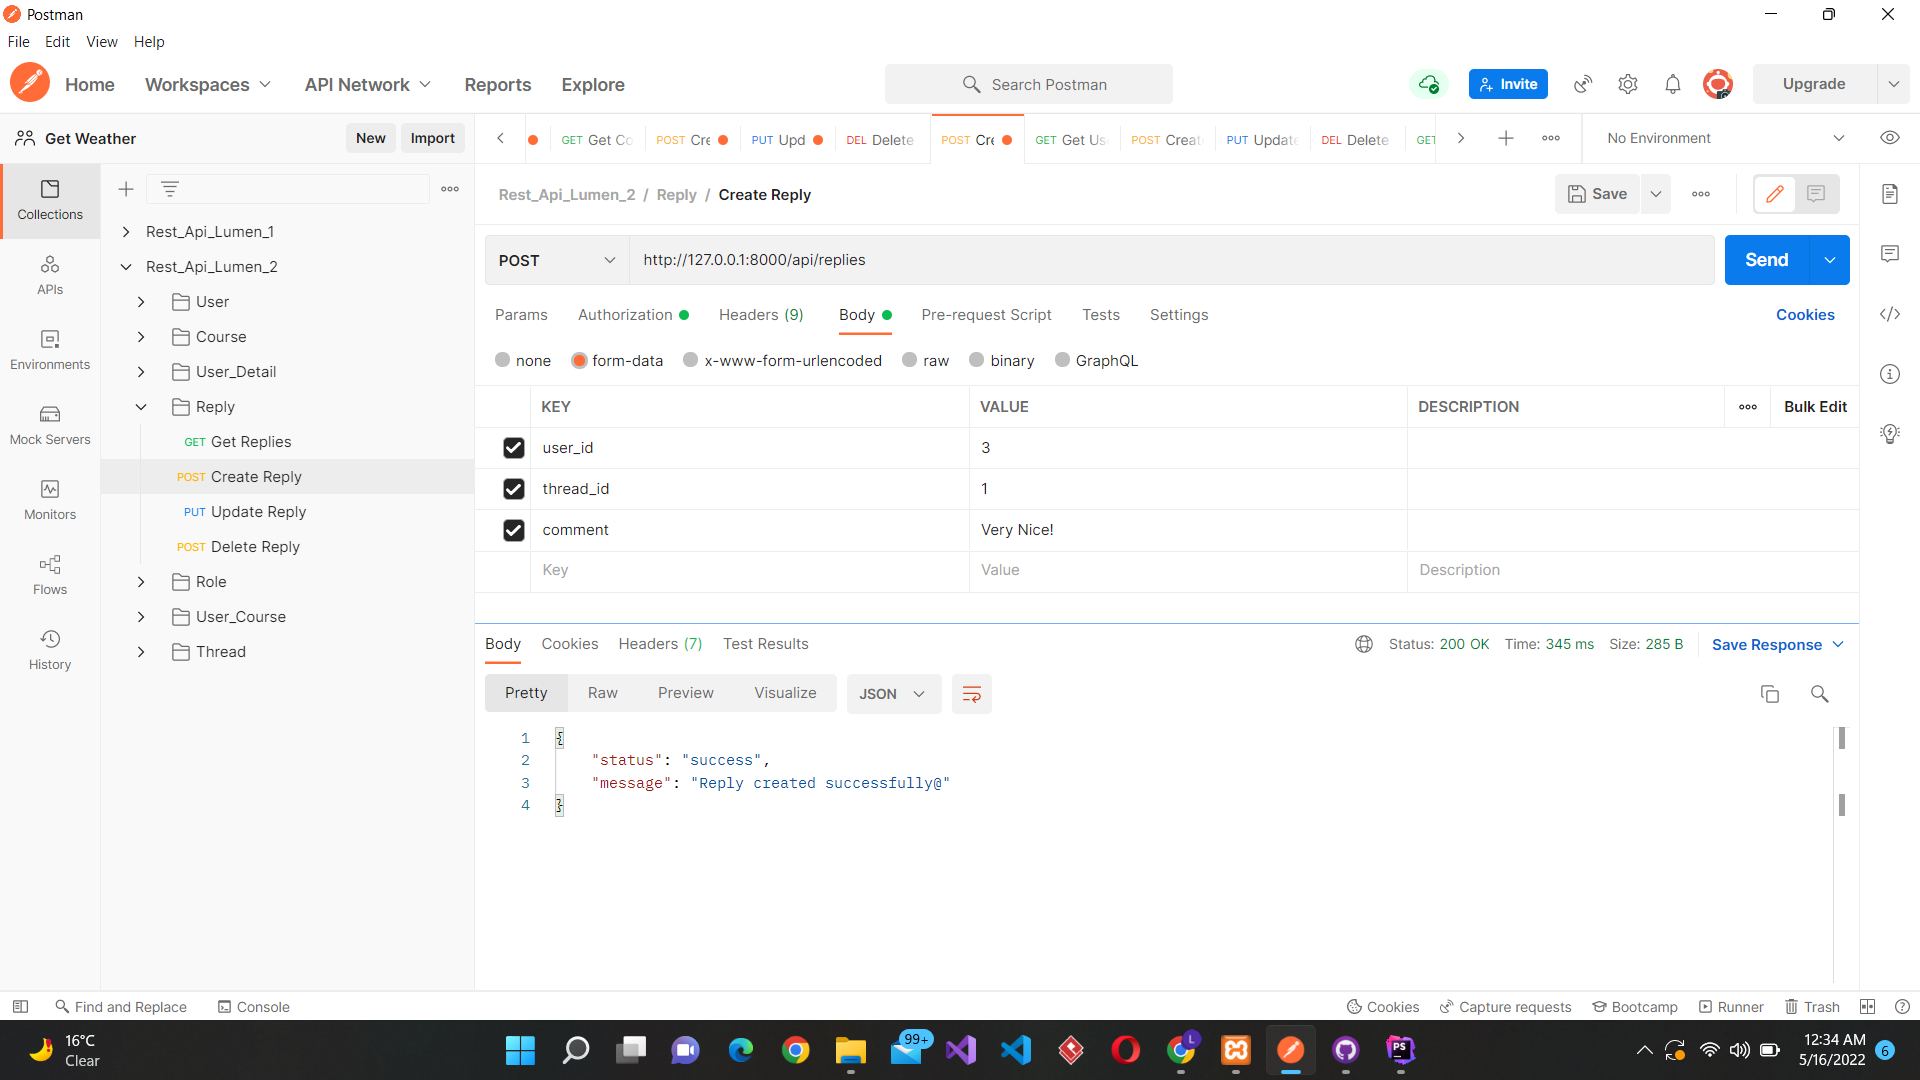 Postman
File Edit View Help
Home Workspaces API Network Reports Explore Search Postman Invite Upgrade
Get Weather New Import
GET Get Co POST Cre PUT Upd DEL Delete POST Cre GET Get Us POST Creat PUT Update DEL Delete GET No Environment
Collections
APIs
Environments
Mock Servers
Monitors
Flows
History
Rest_Api_Lumen_1
Rest_Api_Lumen_2
User
Course
User_Detail
Reply
GET Get Replies
POST Create Reply
PUT Update Reply
POST Delete Reply
Role
User_Course
Thread
Rest_Api_Lumen_2 / Reply / Create Reply Save
POST http://127.0.0.1:8000/api/replies Send
Params Authorization Headers (9) Body Pre-request Script Tests Settings Cookies
none form-data x-www-form-urlencoded raw binary GraphQL
KEY VALUE DESCRIPTION Bulk Edit
user_id 3
thread_id 1
comment Very Nice!
Key Value Description
Body Cookies Headers (7) Test Results Status: 200 OK Time: 345 ms Size: 285 B Save Response
Pretty Raw Preview Visualize JSON
1 {
2 "status": "success",
3 "message": "Reply created successfully@"
4 }
Find and Replace Console Cookies Capture requests Bootcamp Runner Trash
16°C
Clear
99+
L
PS
12:34 AM
5/16/2022
6